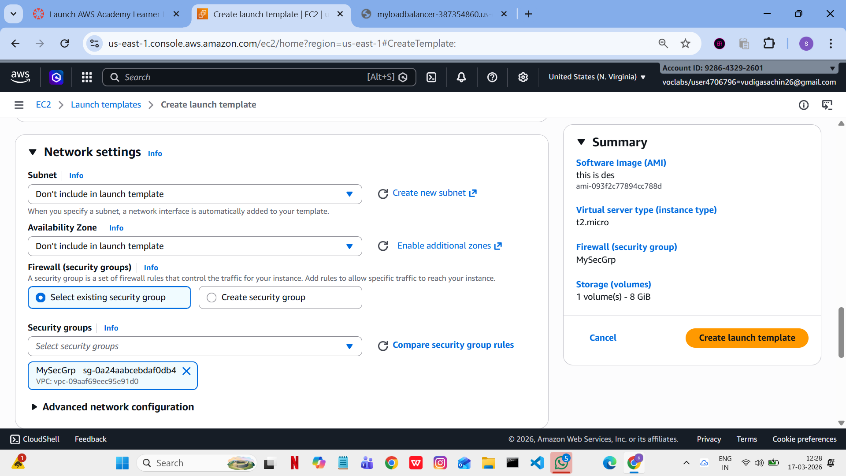 Launch AWS Academy Learner
Create launch template | EC2 |
mybadbalancer-387354860.us
us-east-1.console.aws.amazon.com/ec2/home?region=us-east-1#CreateTemplate:
S
aws
Search
[Alt+S]
United States (N. Virginia)
Account ID: 9286-4329-2601
voclabs/user4706796=vudigasachin26@gmail.com
EC2
Launch templates
Create launch template
Network settings Info
Subnet Info
Don't include in launch template
Create new subnet
When you specify a subnet, a network interface is automatically added to your template.
Availability Zone Info
Don't include in launch template
Enable additional zones
Firewall (security groups) Info
A security group is a set of firewall rules that control the traffic for your instance. Add rules to allow specific traffic to reach your instance.
Select existing security group
Create security group
Security groups Info
Select security groups
Compare security group rules
MySecGrp sg-0a24aabcebdaf0db4
VPC: vpc-09aaf69eec95e91d0
Advanced network configuration
Summary
Software Image (AMI)
this is des
ami-093f2c77894cc788d
Virtual server type (instance type)
t2.micro
Firewall (security group)
MySecGrp
Storage (volumes)
1 volume(s) - 8 GiB
Cancel
Create launch template
CloudShell
Feedback
© 2026, Amazon Web Services, Inc. or its affiliates.
Privacy
Terms
Cookie preferences
Search
ENG
IN
12:28
17-03-2026